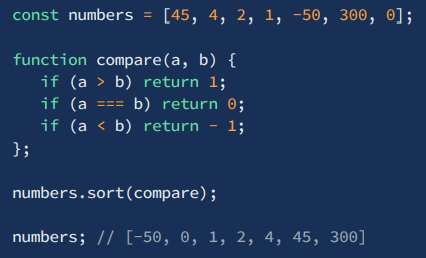 const numbers = [45, 4, 2, 1, -50, 300, 0];
function compare(a, b) {
if (a > b) return 1;
if (a === b) return 0;
if (a < b) return - 1;
};
numbers.sort(compare);
numbers; // [-50, 0, 1, 2, 4, 45, 300]